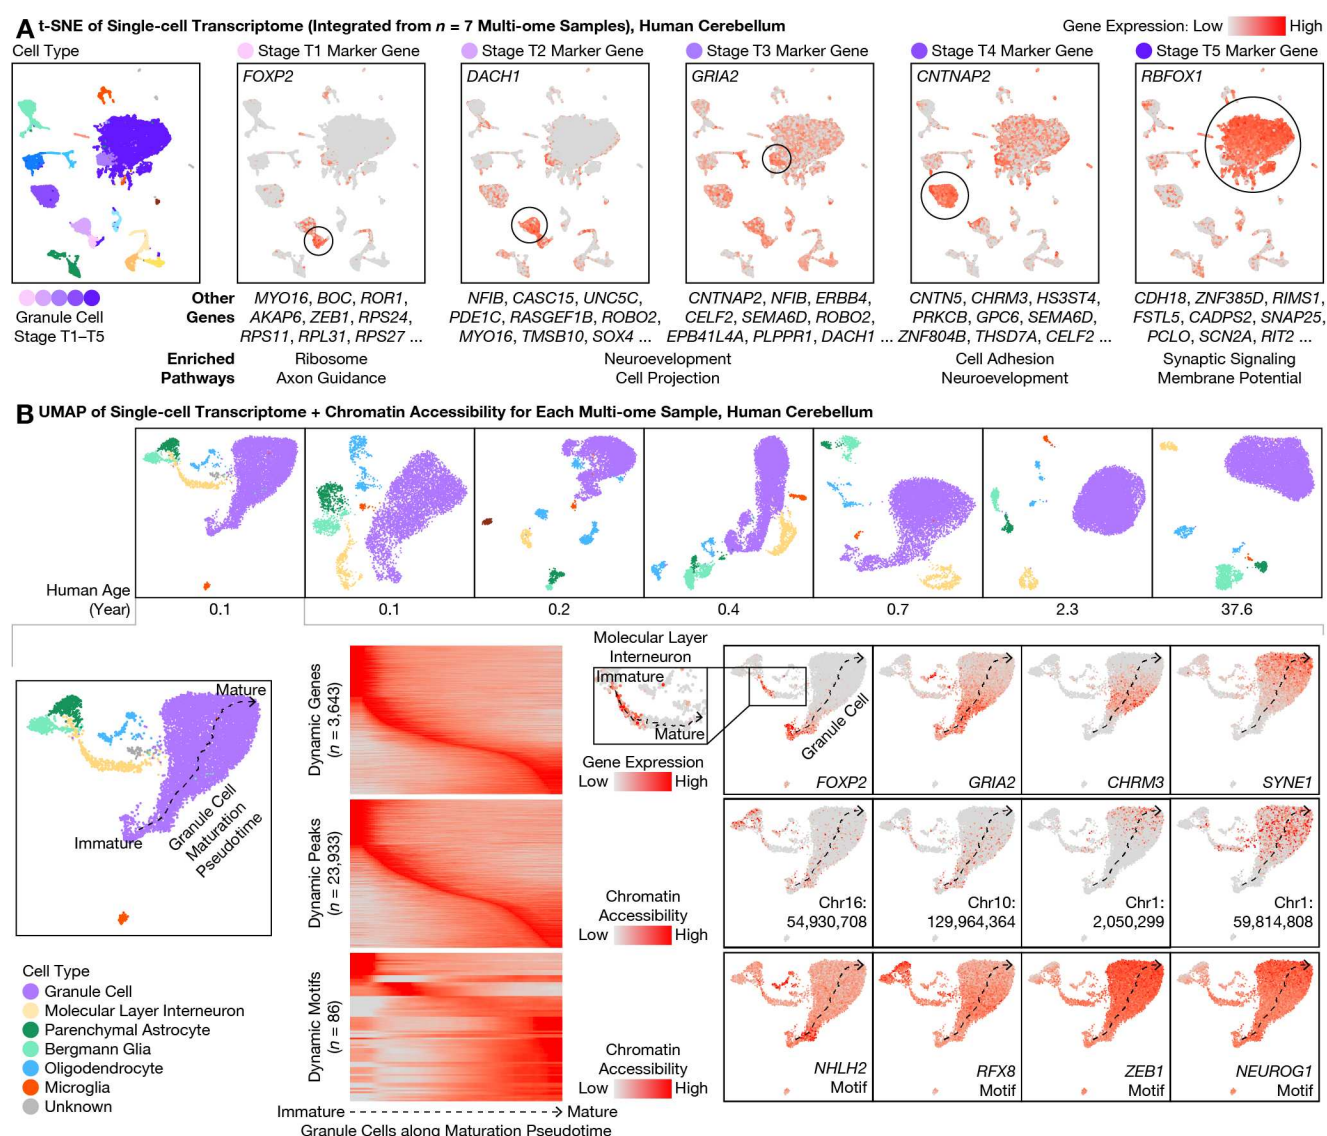 A t-SNE of Single-cell Transcriptome (Integrated from n = 7 Multi-ome Samples), Human Cerebellum
Gene Expression: Low High
Cell Type
Stage T1 Marker Gene
Stage T2 Marker Gene
Stage T3 Marker Gene
Stage T4 Marker Gene
Stage T5 Marker Gene
FOXP2
DACH1
GRIA2
CNTNAP2
RBFOX1
Granule Cell
Stage T1–T5
Other
Genes
MYO16, BOC, ROR1,
AKAP6, ZEB1, RPS24,
RPS11, RPL31, RPS27 ...
NFIB, CASC15, UNC5C,
PDE1C, RASGEF1B, ROBO2,
MYO16, TMSB10, SOX4 ...
CNTNAP2, NFIB, ERBB4,
CELF2, SEMA6D, ROBO2,
EPB41L4A, PLPPR1, DACH1 ...
CNTN5, CHRM3, HS3ST4,
PRKCB, GPC6, SEMA6D,
ZNF804B, THSD7A, CELF2 ...
CDH18, ZNF385D, RIMS1,
FSTL5, CADPS2, SNAP25,
PCLO, SCN2A, RIT2 ...
Enriched
Pathways
Ribosome
Axon Guidance
Neurodevelopment
Cell Projection
Cell Adhesion
Neurodevelopment
Synaptic Signaling
Membrane Potential
B UMAP of Single-cell Transcriptome + Chromatin Accessibility for Each Multi-ome Sample, Human Cerebellum
Human Age
(Year)
0.1
0.1
0.2
0.4
0.7
2.3
37.6
Mature
Immature
Granule Cell
Maturation
Pseudotime
Dynamic Genes
(n = 3,643)
Dynamic Peaks
(n = 23,933)
Dynamic Motifs
(n = 86)
Immature Mature
Granule Cells along Maturation Pseudotime
Molecular Layer
Interneuron
Immature
Mature
Gene Expression
Low High
Granule Cell
FOXP2
GRIA2
CHRM3
SYNE1
Chromatin
Accessibility
Low High
Chr16:
54,930,708
Chr10:
129,964,364
Chr1:
2,050,299
Chr1:
59,814,808
Chromatin
Accessibility
Low High
NHLH2
Motif
RFX8
Motif
ZEB1
Motif
NEUROG1
Motif
Cell Type
Granule Cell
Molecular Layer Interneuron
Parenchymal Astrocyte
Bergmann Glia
Oligodendrocyte
Microglia
Unknown